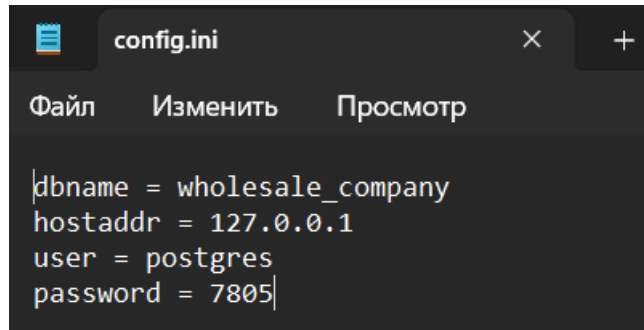 config.ini
Файл Изменить Просмотр
dbname = wholesale_company
hostaddr = 127.0.0.1
user = postgres
password = 7805